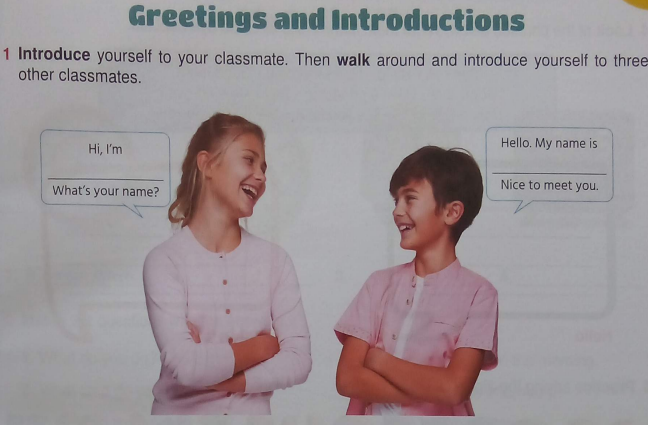 Greetings and Introductions
1 Introduce yourself to your classmate. Then walk around and introduce yourself to three
other classmates.
Hi, I'm
What's your name?
Hello. My name is
Nice to meet you.